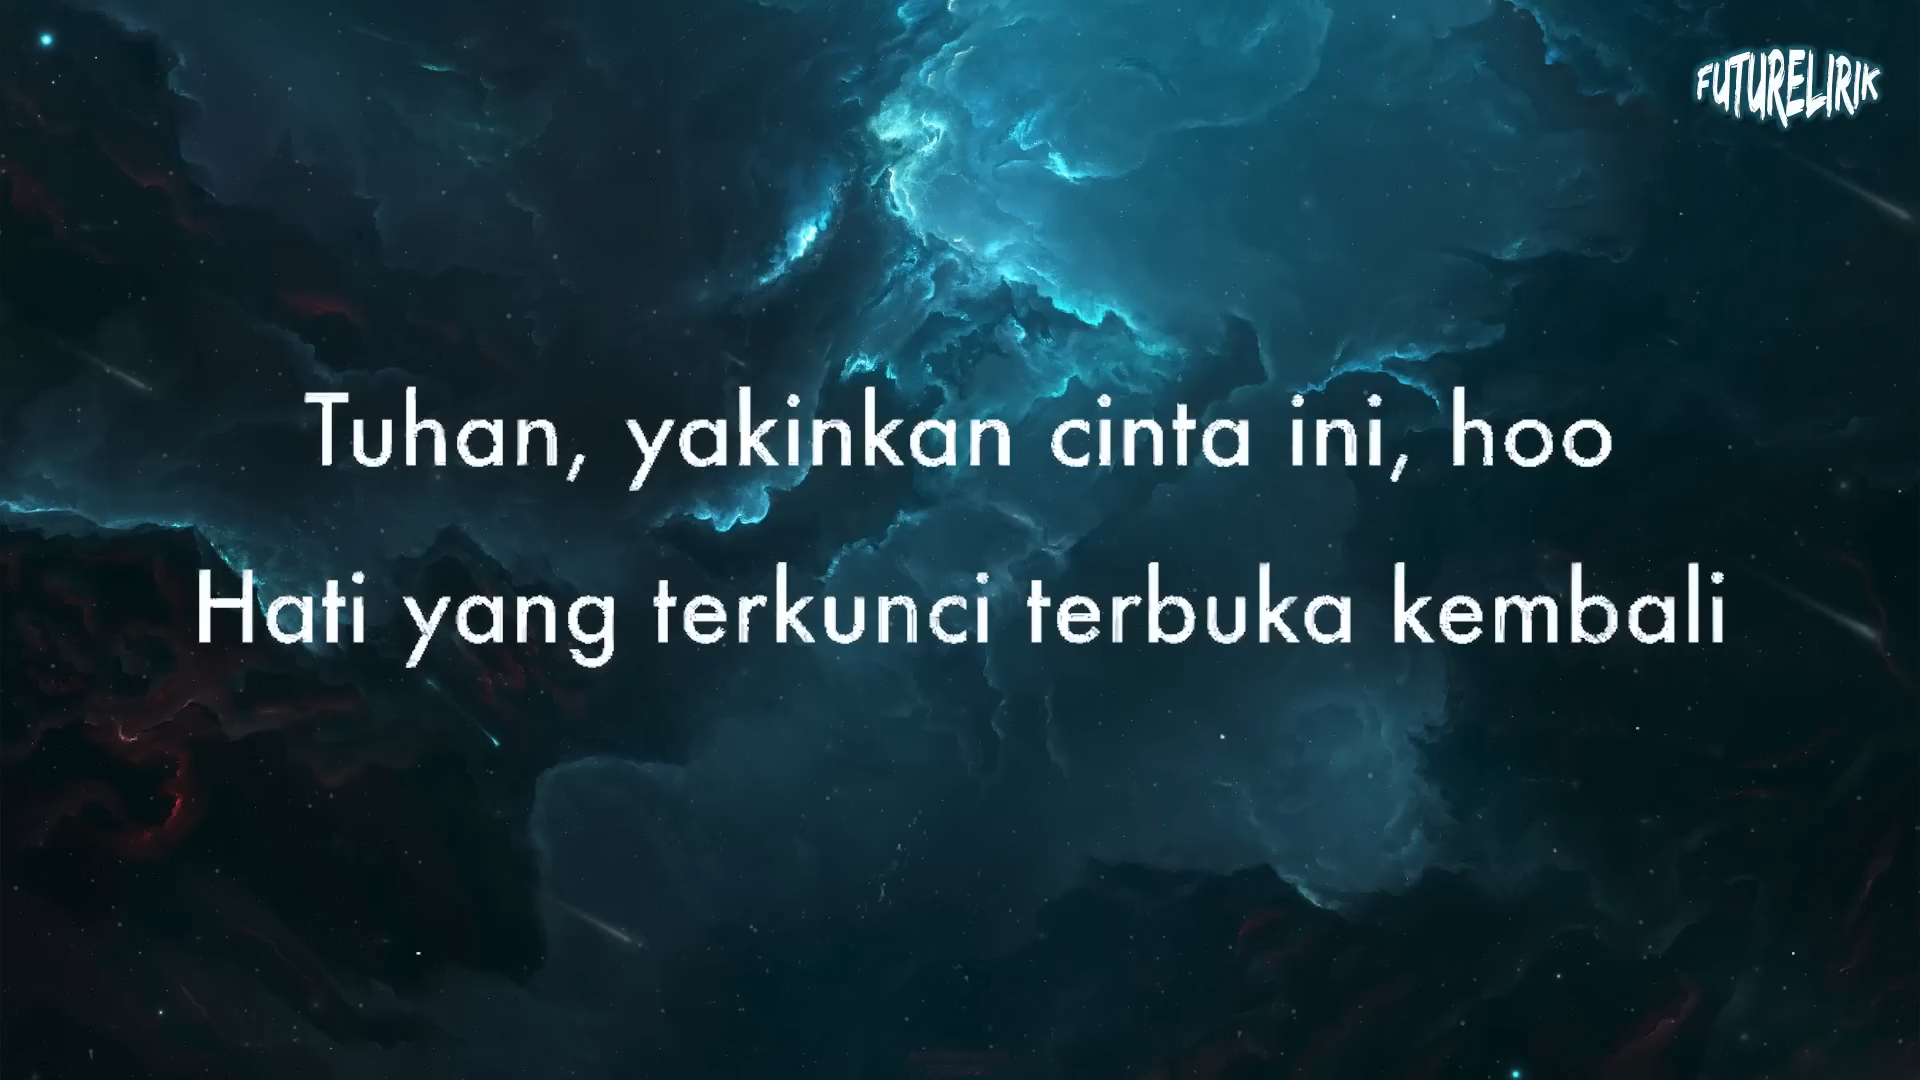 FUTURELIRIK
Tuhan, yakinkan cinta ini, hoo
Hati yang terkunci terbuka kembali